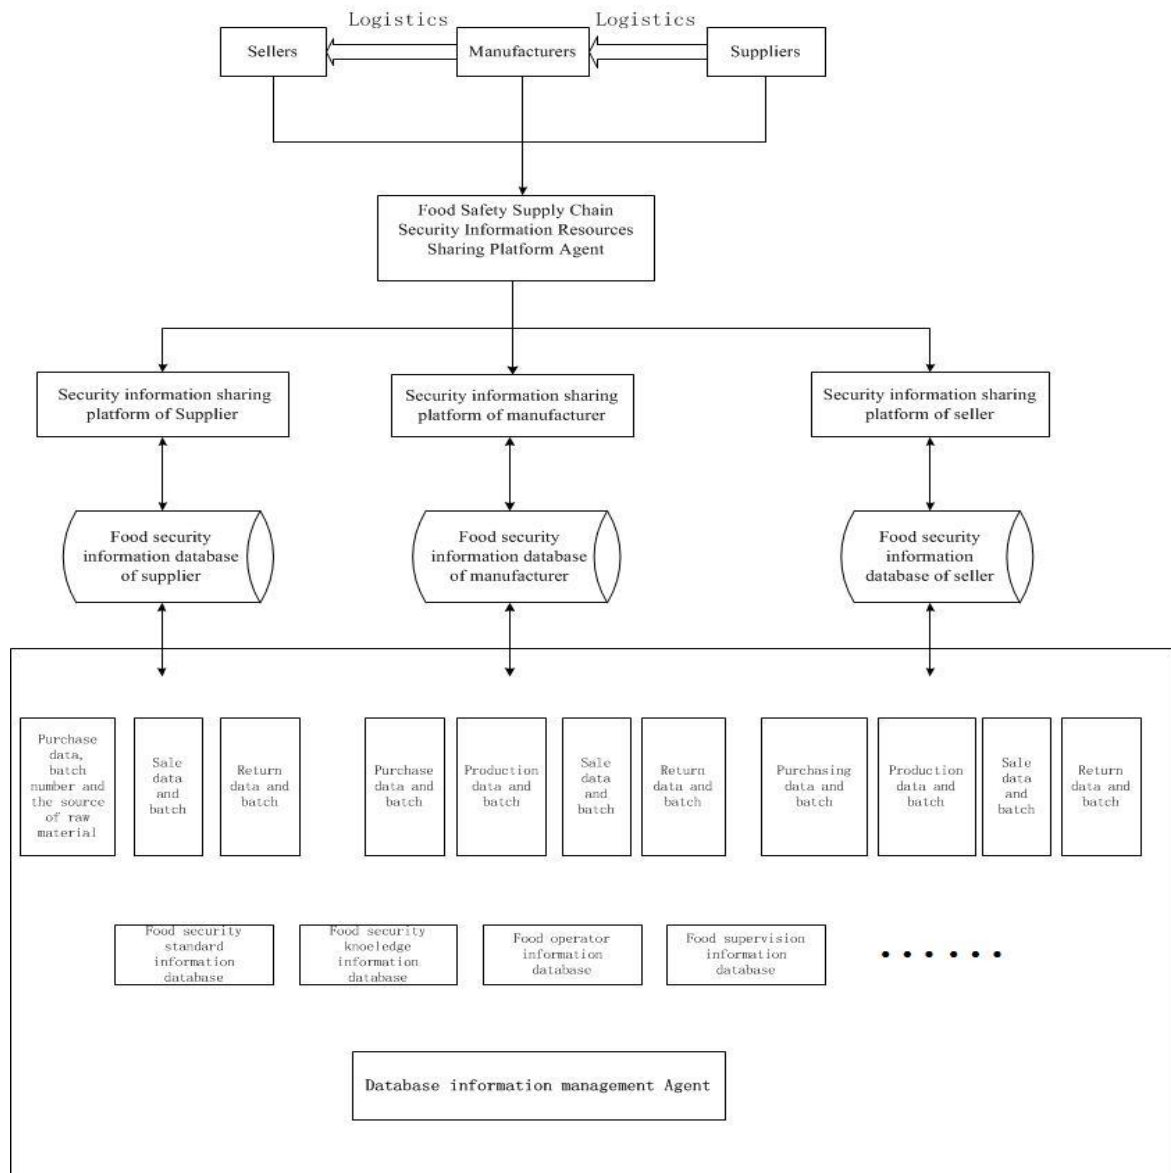 Logistics
Logistics
Sellers
Manufacturers
Suppliers
Food Safety Supply Chain
Security Information Resources
Sharing Platform Agent
Security information sharing
platform of Supplier
Security information sharing
platform of manufacturer
Security information sharing
platform of seller
Food security
information database
of supplier
Food security
information database
of manufacturer
Food security
information
database of seller
Purchase
data,
batch
number and
the source
of raw
material
Sale
data
and
batch
Return
data and
batch
Purchase
data and
batch
Production
data and
batch
Sale
data
and
batch
Return
data and
batch
Purchasing
data and
batch
Production
data and
batch
Sale
data
and
batch
Return
data and
batch
Food security
standard
information
database
Food security
knoeledge
information
database
Food operator
information
database
Food supervision
information
database
......
Database information management Agent